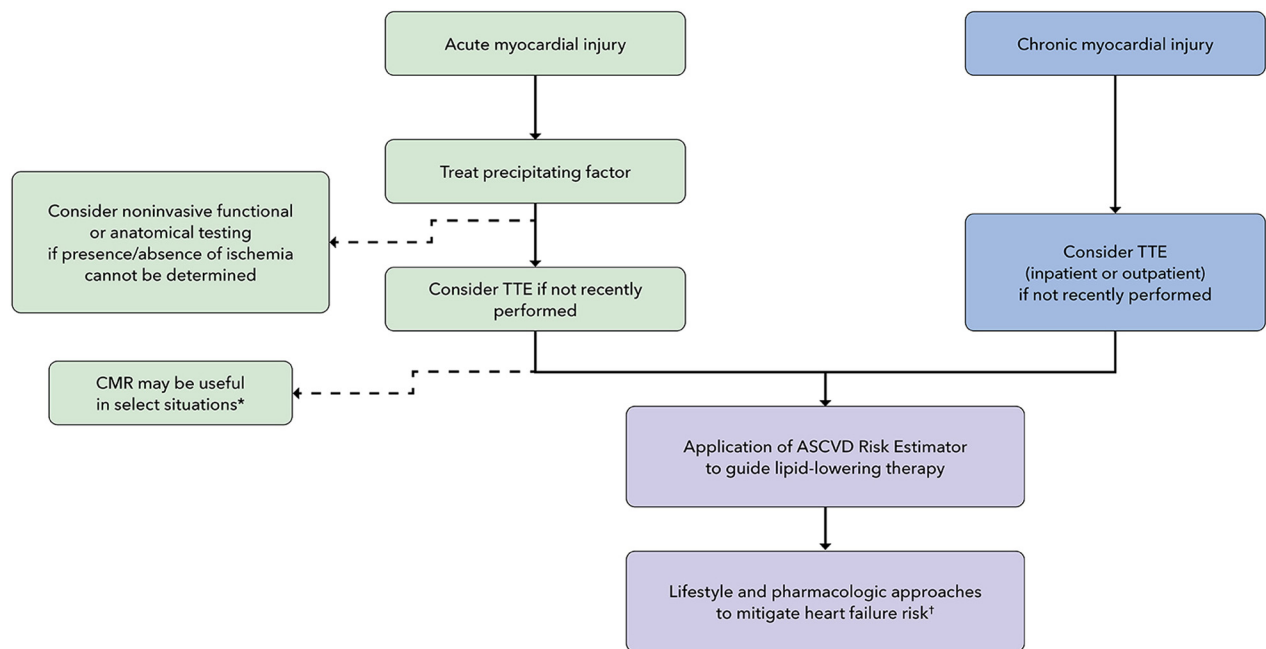 Acute myocardial injury
Chronic myocardial injury
Treat precipitating factor
Consider noninvasive functional
or anatomical testing
if presence/absence of ischemia
cannot be determined
Consider TTE
(inpatient or outpatient)
if not recently performed
Consider TTE if not recently
performed
CMR may be useful
in select situations*
Application of ASCVD Risk Estimator
to guide lipid-lowering therapy
Lifestyle and pharmacologic approaches
to mitigate heart failure risk†